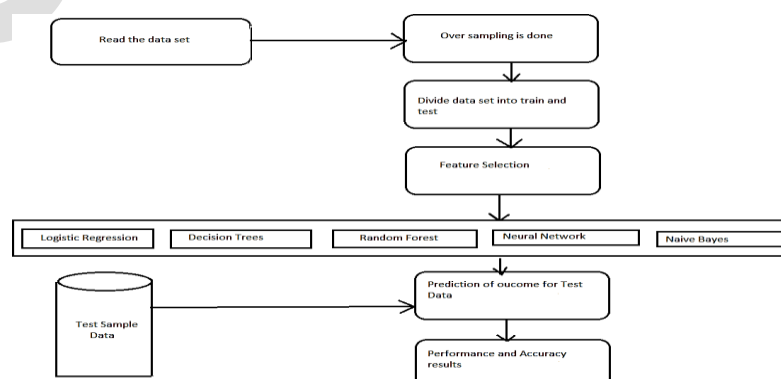 Read the data set
Over sampling is done
Divide data set into train and
test
Feature Selection
Logistic Regression
Decision Trees
Random Forest
Neural Network
Naive Bayes
Prediction of oucome for Test
Data
Test Sample
Data
Performance and Accuracy
results